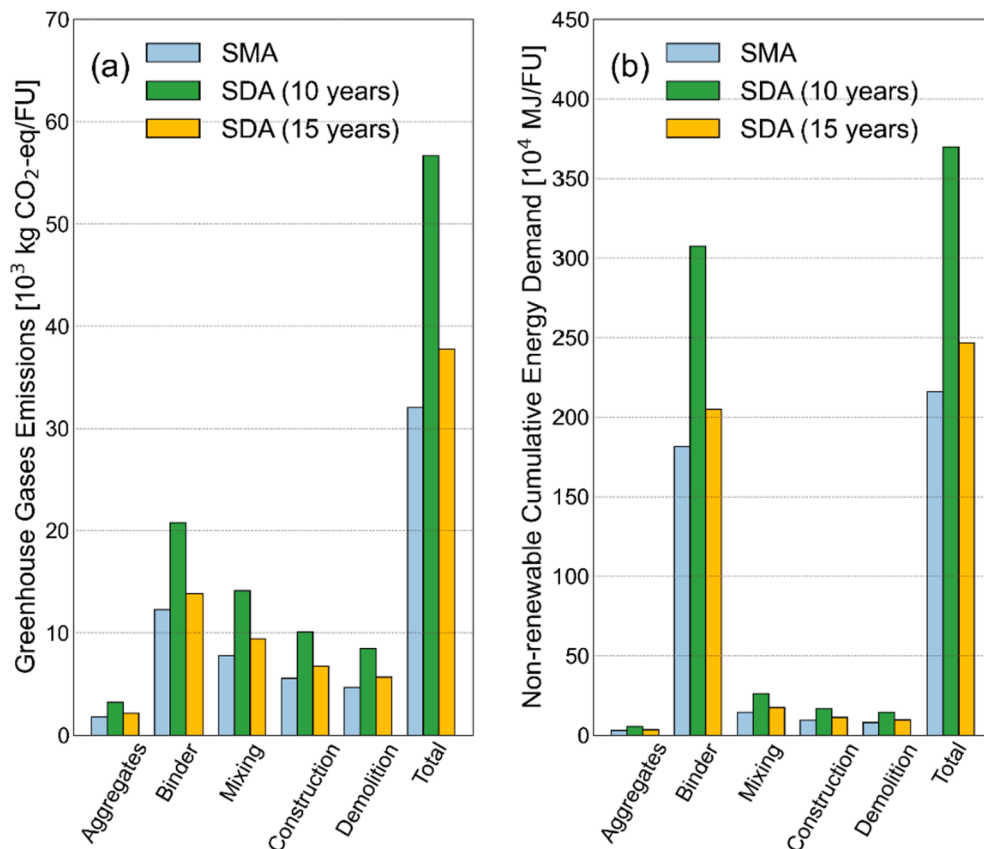 Greenhouse Gases Emissions [10³ kg CO₂-eq/FU]
70
60
50
40
30
20
10
0
(a)
SMA
SDA (10 years)
SDA (15 years)
Aggregates
Binder
Mixing
Construction
Demolition
Total
Non-renewable Cumulative Energy Demand [10⁴ MJ/FU]
450
400
350
300
250
200
150
100
50
0
(b)
SMA
SDA (10 years)
SDA (15 years)
Aggregates
Binder
Mixing
Construction
Demolition
Total